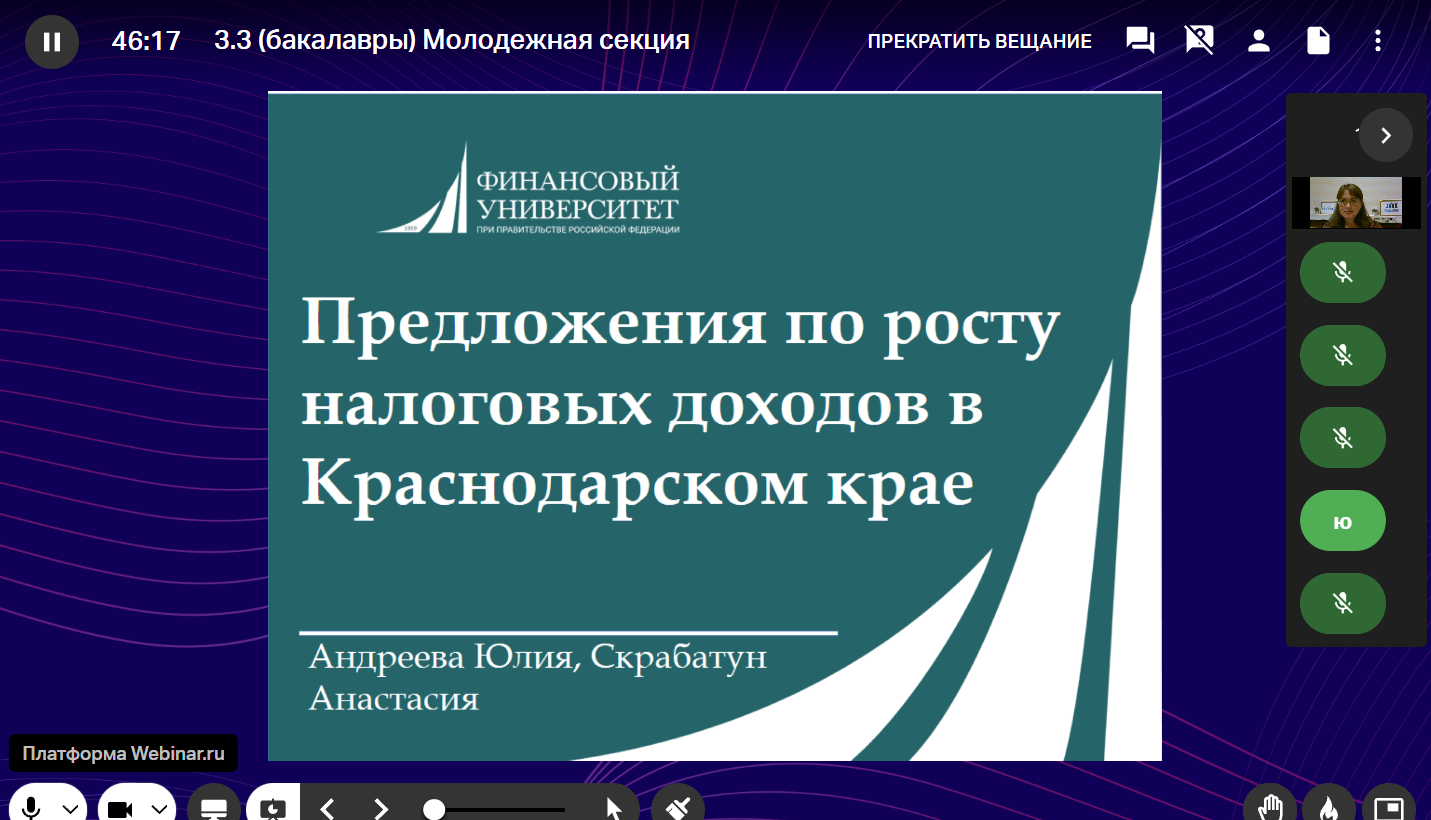 46:17
3.3 (бакалавры) Молодежная секция
ПРЕКРАТИТЬ ВЕЩАНИЕ
ФИНАНСОВЫЙ
УНИВЕРСИТЕТ
ПРИ ПРАВИТЕЛЬСТВЕ РОССИЙСКОЙ ФЕДЕРАЦИИ
1919
Предложения по росту
налоговых доходов в
Краснодарском крае
Андреева Юлия, Скрабатун
Анастасия
ю
Платформа Webinar.ru